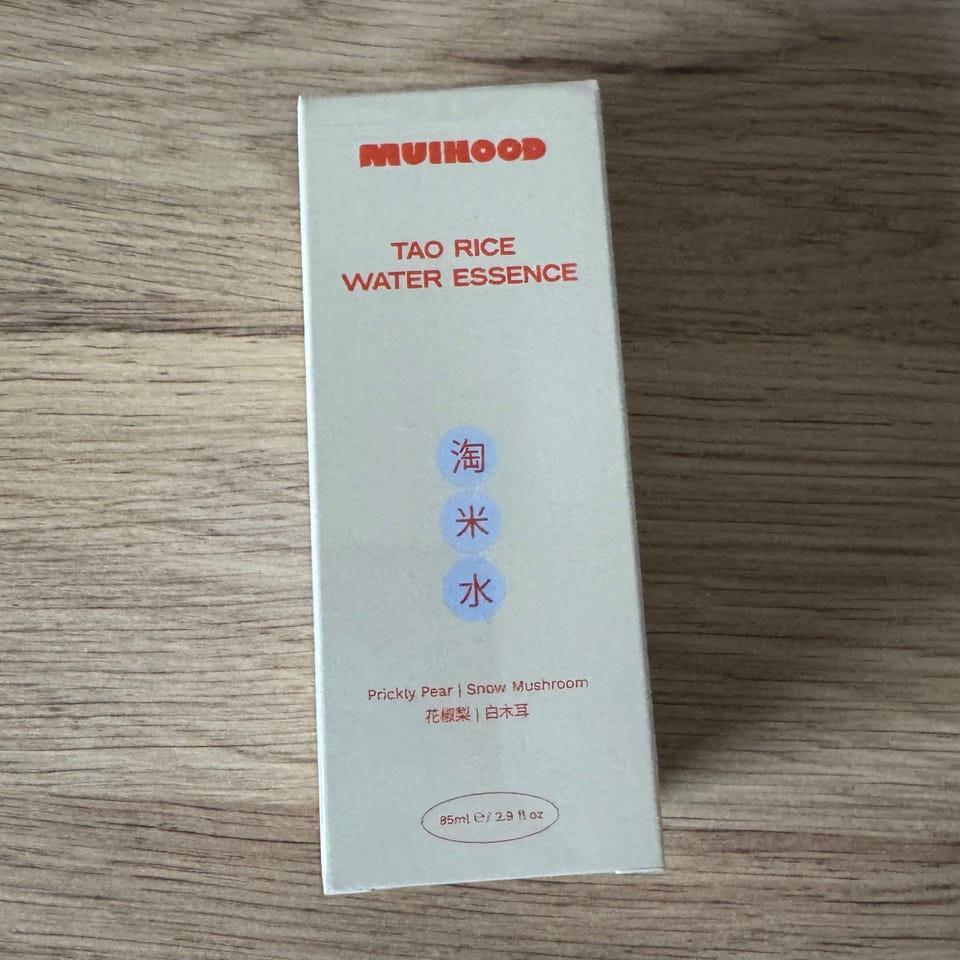 MUIHOOD
TAO RICE
WATER ESSENCE
淘
米
水
Prickly Pear | Snow Mushroom
花椒梨 | 白木耳
85ml ℮/ 2.9 fl oz